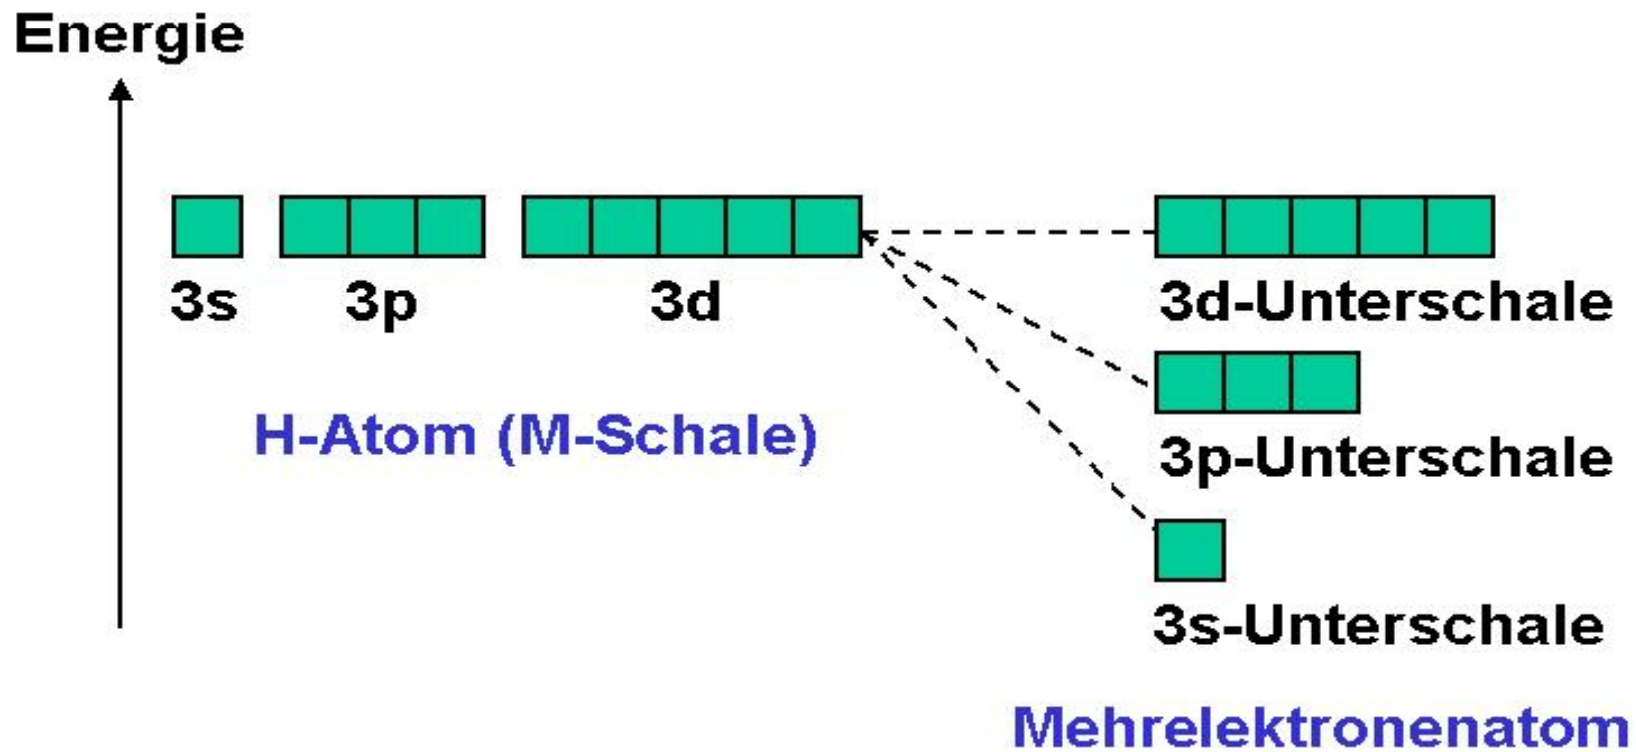 Energie
3s 3p 3d
3d-Unterschale
H-Atom (M-Schale)
3p-Unterschale
3s-Unterschale
Mehrelektronenatom